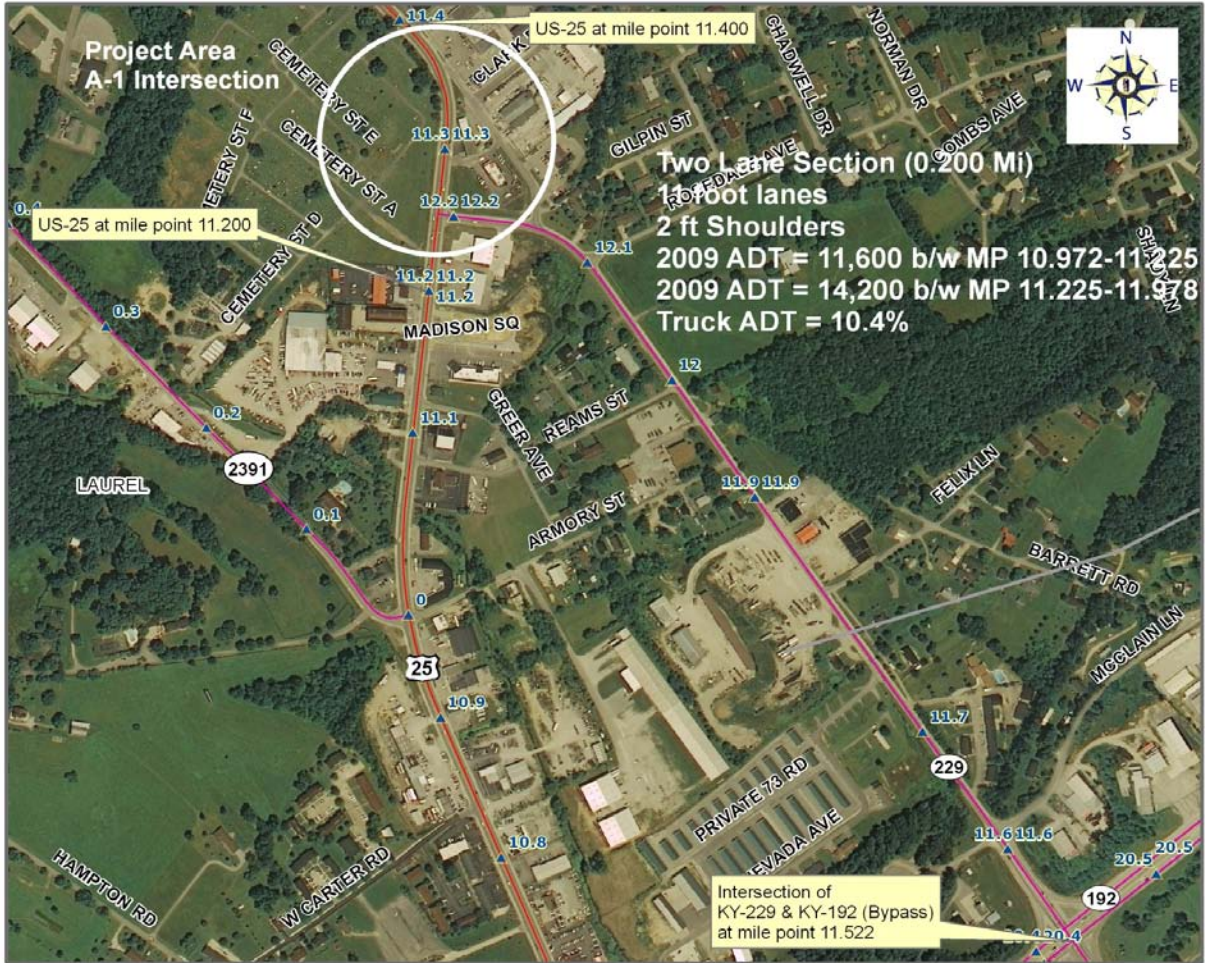 11.4
US-25 at mile point 11.400
Project Area
A-1 Intersection
N
W E
S
CEMETERY ST E
CHADWELL DR
NORMAN DR
COMBS AVE
GILPIN ST
11.3 11.3
CEMETERY ST A
Two Lane Section (0.200 Mi)
11 foot lanes
2 ft Shoulders
2009 ADT = 11,600 b/w MP 10.972-11.225
2009 ADT = 14,200 b/w MP 11.225-11.978
Truck ADT = 10.4%
12.2 12.2
12.1
US-25 at mile point 11.200
CEMETERY ST D
11.2 11.2
11.2
0.3
MADISON SQ
12
GREER AVE
REAMS ST
0.2
11.1
2391
LAUREL
11.9 11.9
FELIX LN
0.1
ARMORY ST
BARRETT RD
0
MCCLAIN LN
25
10.9
11.7
229
PRIVATE 73 RD
10.8
11.6 11.6
20.5 20.5
HAMPTON RD
W CARTER RD
192
Intersection of
KY-229 & KY-192 (Bypass)
at mile point 11.522
20.4